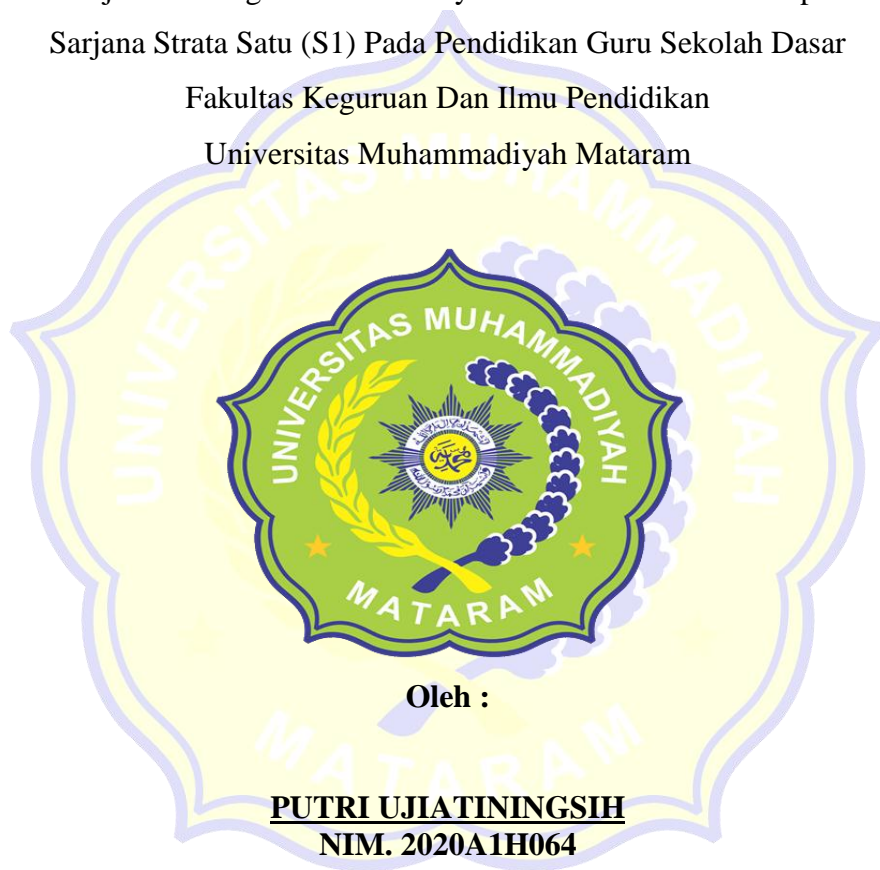 Sarjana Strata Satu (S1) Pada Pendidikan Guru Sekolah Dasar
Fakultas Keguruan Dan Ilmu Pendidikan
Universitas Muhammadiyah Mataram
UNIVERSITAS MUHAMMADIYAH
MATARAM
Oleh :
PUTRI UJIATININGSIH
NIM. 2020A1H064